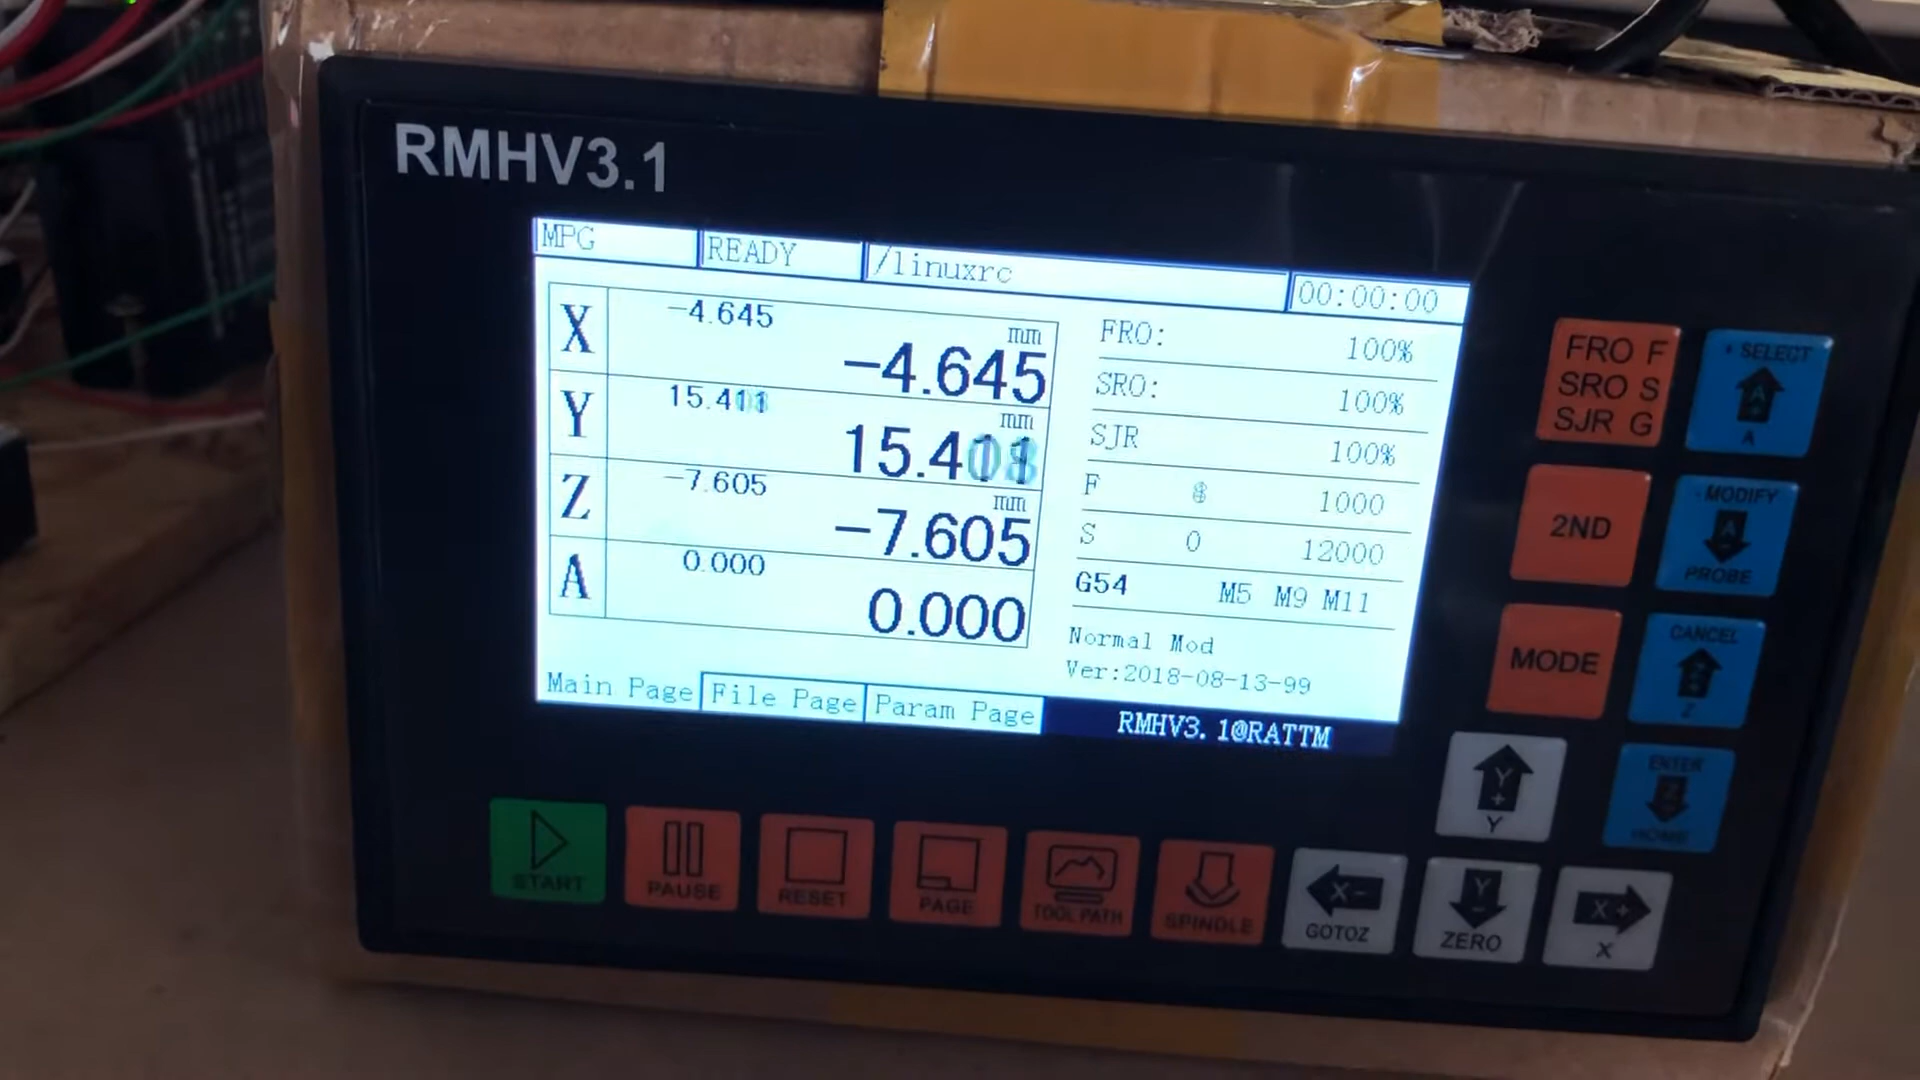 RMHV3.1
MPG READY /linuxrc 00:00:00
X -4.645 mm -4.645
Y mm
Z -7.605 mm -7.605
A 0.000 0.000
FRO: 100%
SRO: 100%
SJR 100%
F 1000
S 0 12000
G54 M5 M9 M11
Normal Mod
Ver:2018-08-13-99
Main Page File Page Param Page RMHV3.1@RATTM
FRO F
SRO S
SJR G
SELECT
A
2ND
MODIFY
PROBE
MODE
CANCEL
Z
Y+
Y
ENTER
HOME
START
PAUSE
RESET
PAGE
TOOL PATH
SPINDLE
X-
GOTOZ
Y-
ZERO
X+
X